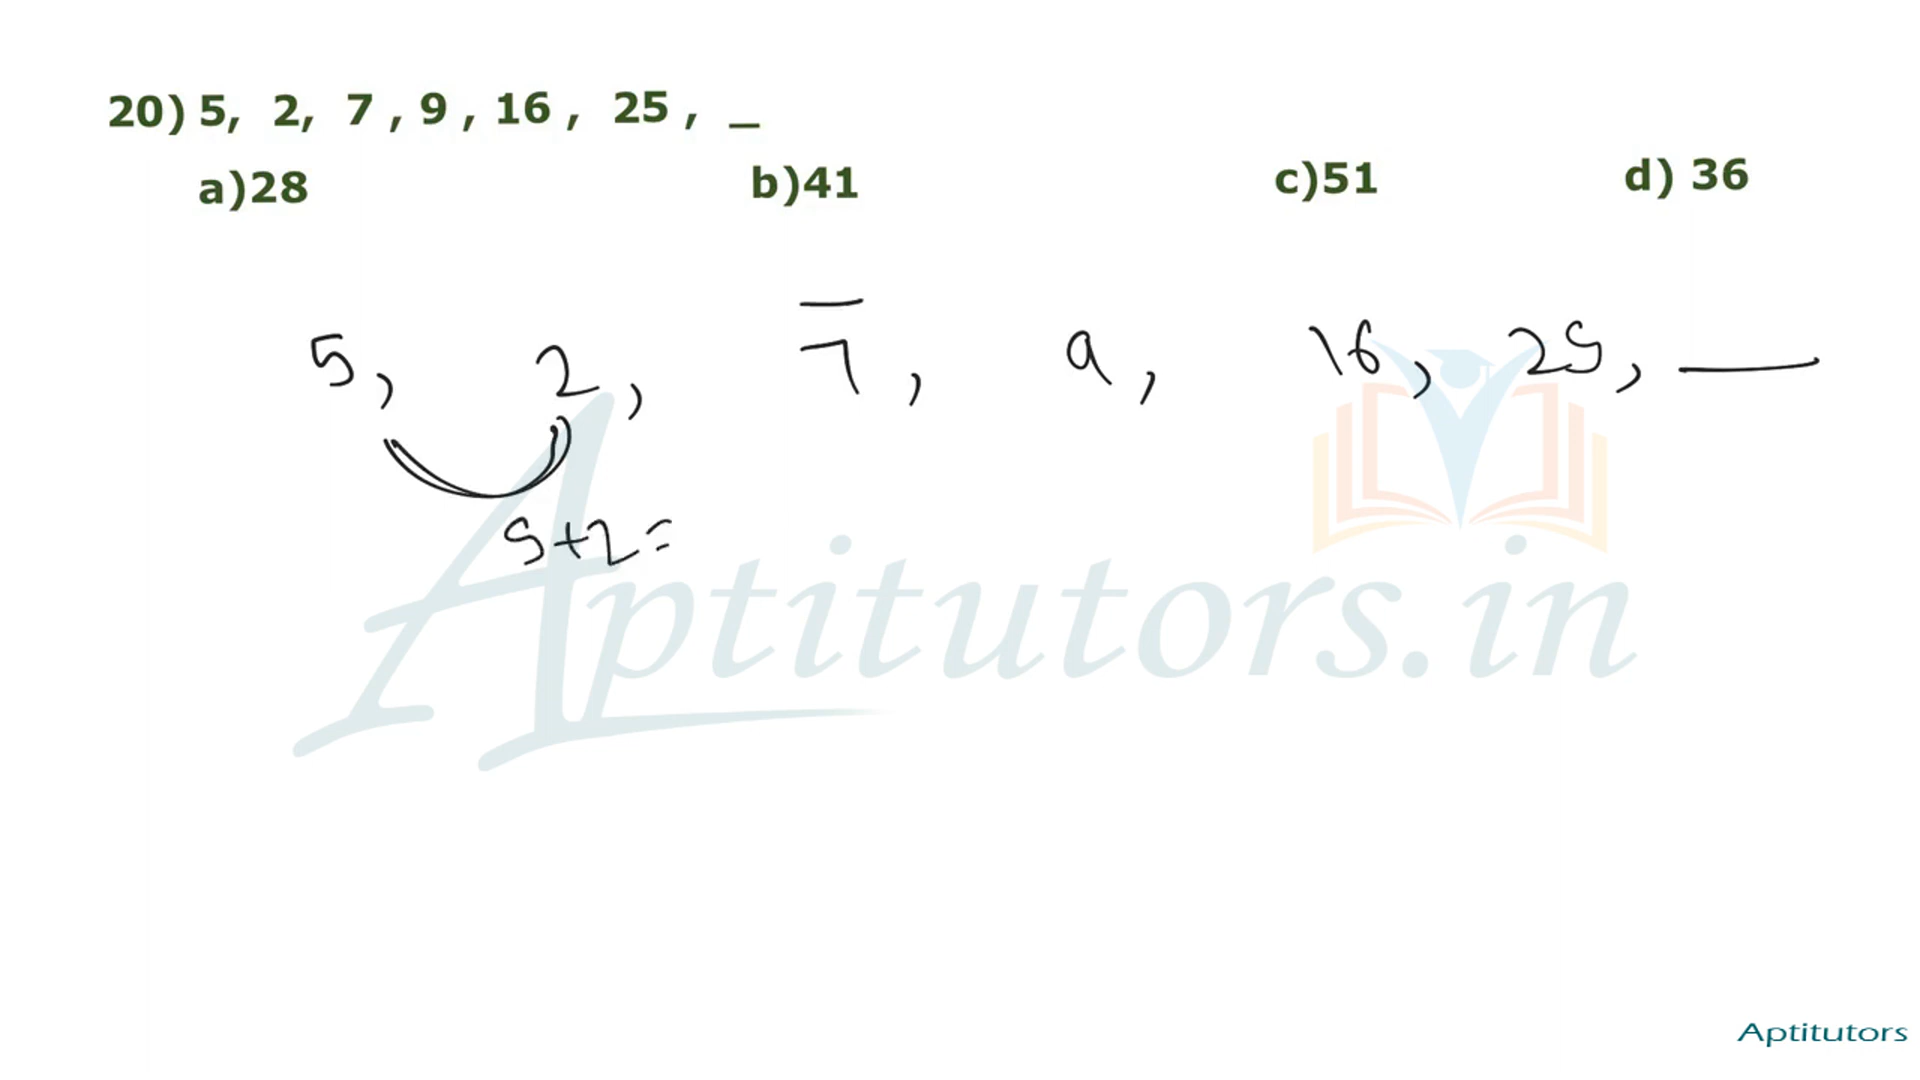 20) 5, 2, 7 , 9 , 16 , 25 , _
a)28 b)41 c)51 d) 36
5, 2, 7, 9, 16, 25, __
5+2=
Aptitutors.in
Aptitutors